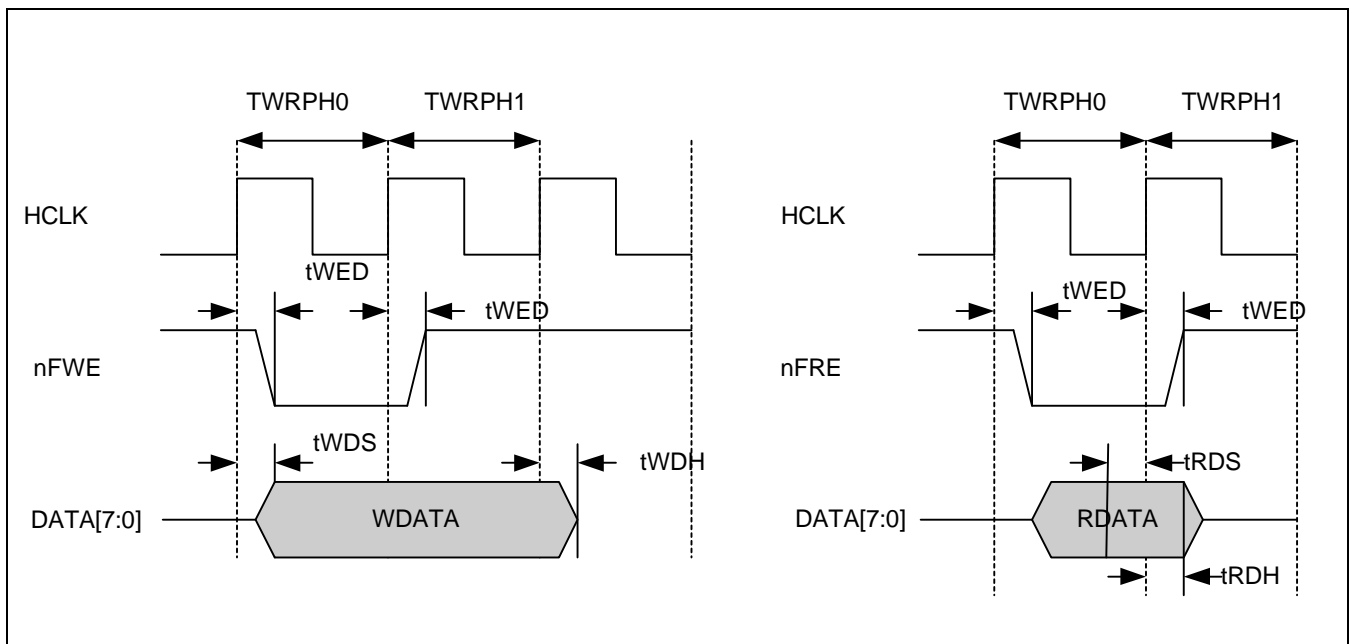 TWRPH0 TWRPH1
HCLK
tWED
tWED
nFWE
tWDS
tWDH
DATA[7:0]
WDATA
TWRPH0 TWRPH1
HCLK
tWED
tWED
nFRE
tRDS
DATA[7:0]
RDATA
tRDH